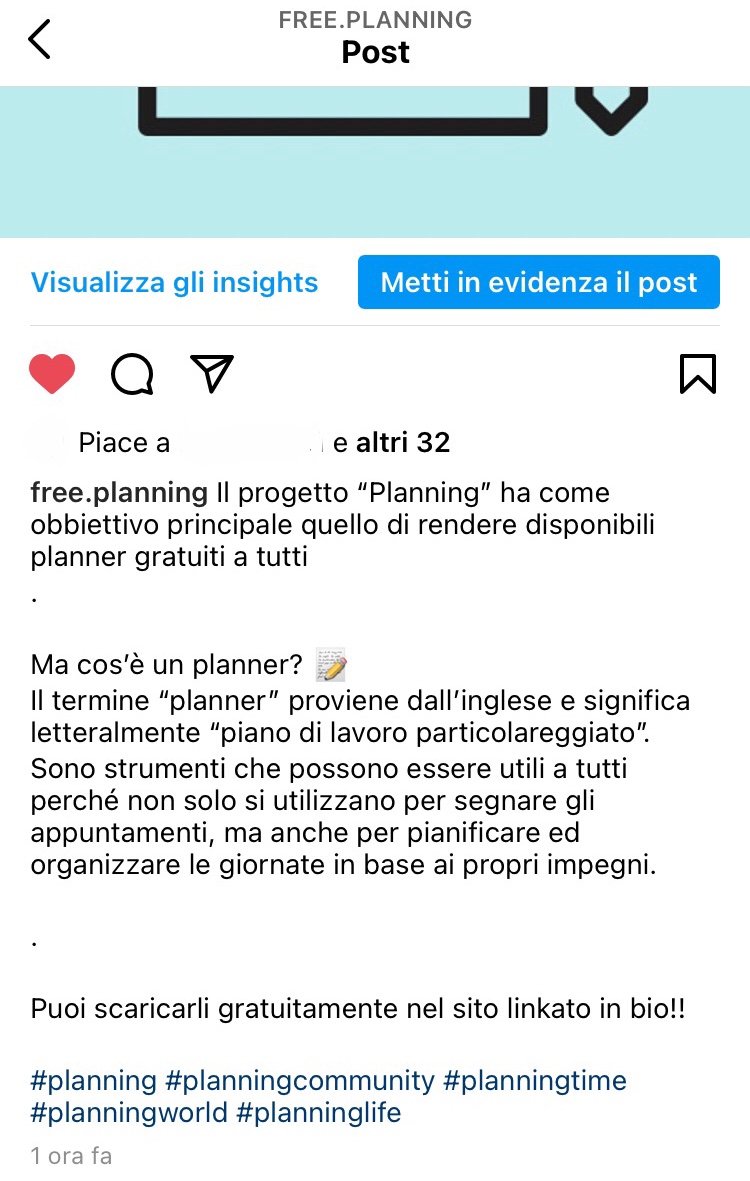 FREE.PLANNING
Post
Visualizza gli insights
Metti in evidenza il post
Piace a e altri 32
free.planning Il progetto “Planning” ha come
obbiettivo principale quello di rendere disponibili
planner gratuiti a tutti
.
Ma cos’è un planner? 📝
Il termine “planner” proviene dall’inglese e significa
letteralmente “piano di lavoro particolareggiato”.
Sono strumenti che possono essere utili a tutti
perché non solo si utilizzano per segnare gli
appuntamenti, ma anche per pianificare ed
organizzare le giornate in base ai propri impegni.
.
Puoi scaricarli gratuitamente nel sito linkato in bio!!
#planning #planningcommunity #planningtime
#planningworld #planninglife
1 ora fa